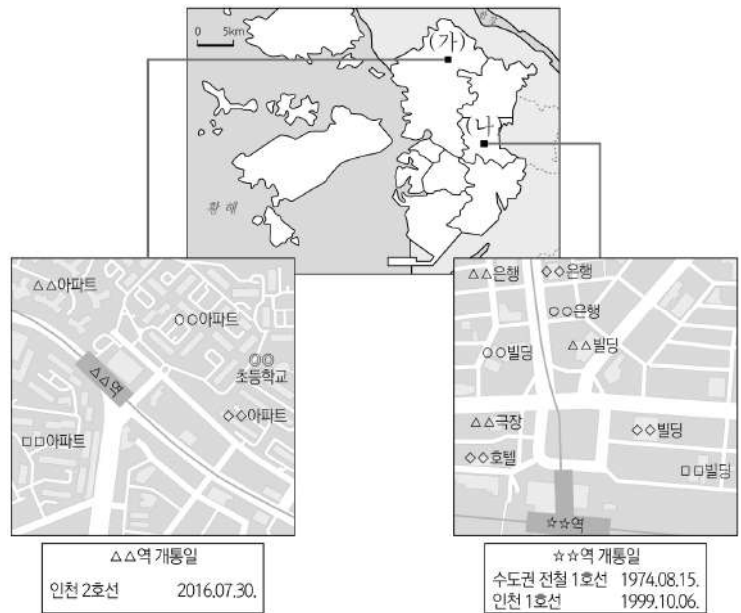 0 5km
(가)
(나)
황 해
△△아파트
○○아파트
◎◎
초등학교
△△역
◇◇아파트
□□아파트
△△은행
◇◇은행
○○은행
○○빌딩
△△빌딩
△△극장
◇◇빌딩
◇◇호텔
□□빌딩
☆☆역
△△역 개통일
인천 2호선 2016.07.30.
☆☆역 개통일
수도권 전철 1호선 1974.08.15.
인천 1호선 1999.10.06.